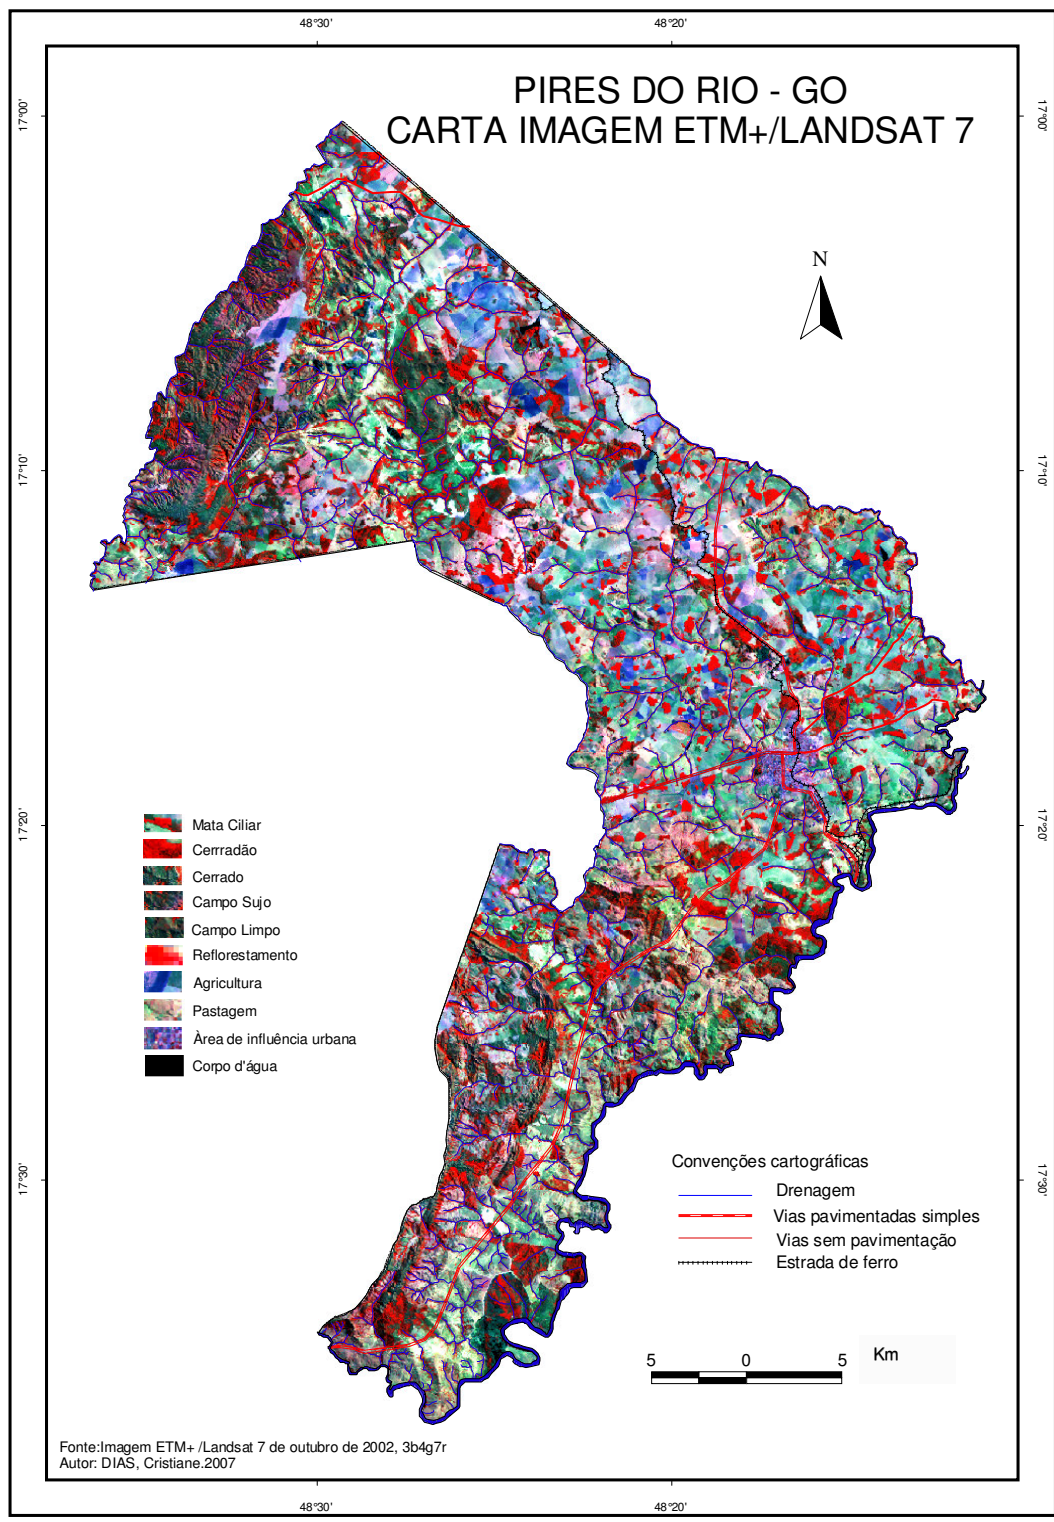 48°30'
48°20'
PIRES DO RIO - GO
CARTA IMAGEM ETM+/LANDSAT 7
17°00'
17°00'
N
17°10'
17°10'
17°20'
17°20'
Mata Ciliar
Cerrradão
Cerrado
Campo Sujo
Campo Limpo
Reflorestamento
Agricultura
Pastagem
Àrea de influência urbana
Corpo d'água
17°30'
17°30'
Convenções cartográficas
Drenagem
Vias pavimentadas simples
Vias sem pavimentação
Estrada de ferro
5 0 5 Km
Fonte:Imagem ETM+ /Landsat 7 de outubro de 2002, 3b4g7r
Autor: DIAS, Cristiane.2007
48°30'
48°20'